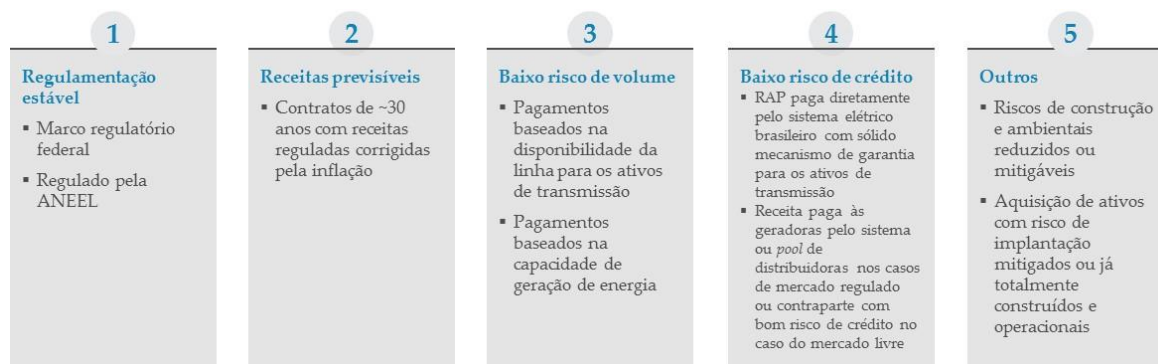 1
Regulamentação
estável
▪ Marco regulatório
federal
▪ Regulado pela
ANEEL
2
Receitas previsíveis
▪ Contratos de ~30
anos com receitas
reguladas corrigidas
pela inflação
3
Baixo risco de volume
▪ Pagamentos
baseados na
disponibilidade da
linha para os ativos
de transmissão
▪ Pagamentos
baseados na
capacidade de
geração de energia
4
Baixo risco de crédito
▪ RAP paga diretamente
pelo sistema elétrico
brasileiro com sólido
mecanismo de garantia
para os ativos de
transmissão
▪ Receita paga às
geradoras pelo sistema
ou pool de
distribuidoras nos casos
de mercado regulado
ou contraparte com
bom risco de crédito no
caso do mercado livre
5
Outros
▪ Riscos de construção
e ambientais
reduzidos ou
mitigáveis
▪ Aquisição de ativos
com risco de
implantação
mitigados ou já
totalmente
construídos e
operacionais